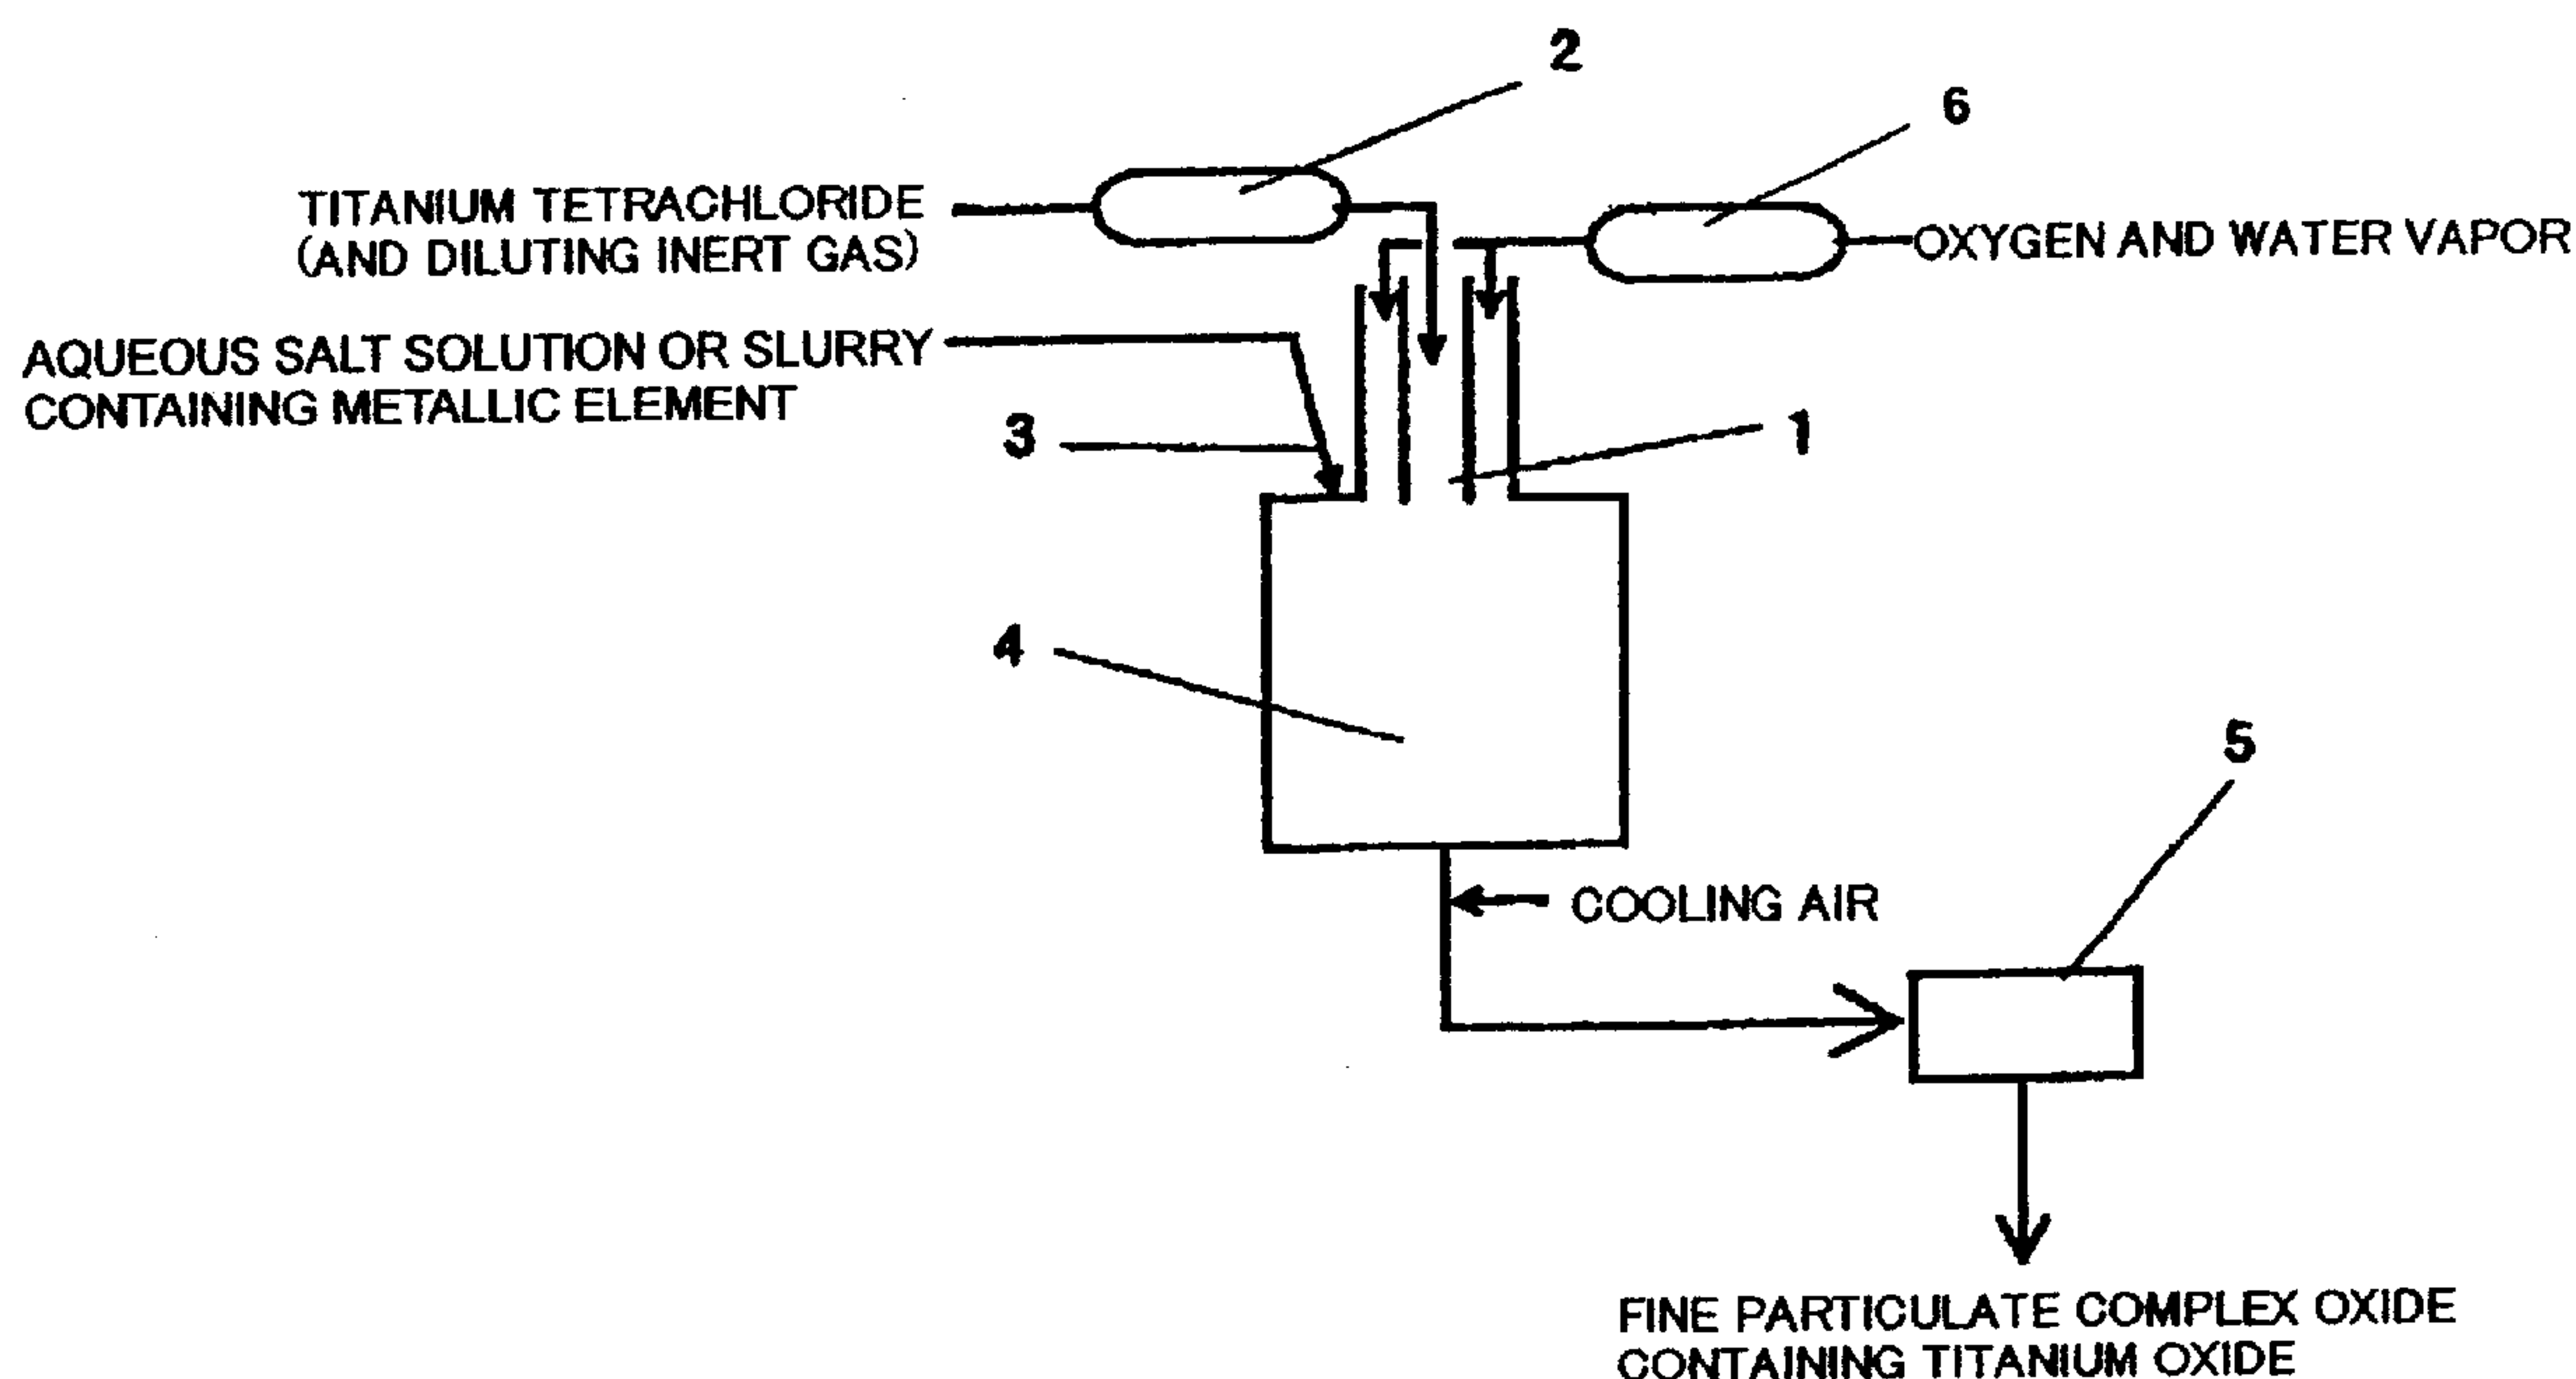 2
6
TITANIUM TETRACHLORIDE
(AND DILUTING INERT GAS)
OXYGEN AND WATER VAPOR
AQUEOUS SALT SOLUTION OR SLURRY
CONTAINING METALLIC ELEMENT
3
1
4
5
COOLING AIR
FINE PARTICULATE COMPLEX OXIDE
CONTAINING TITANIUM OXIDE